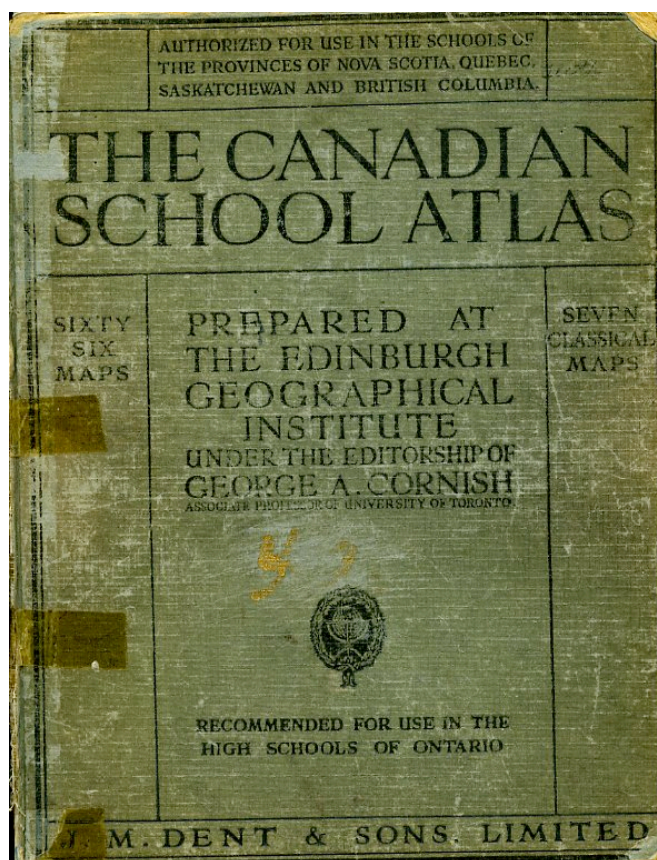 AUTHORIZED FOR USE IN THE SCHOOLS OF
THE PROVINCES OF NOVA SCOTIA, QUEBEC,
SASKATCHEWAN AND BRITISH COLUMBIA.
THE CANADIAN
SCHOOL ATLAS
SIXTY
SIX
MAPS
PREPARED AT
THE EDINBURGH
GEOGRAPHICAL
INSTITUTE
UNDER THE EDITORSHIP OF
GEORGE A. CORNISH
ASSOCIATE PROFESSOR OF UNIVERSITY OF TORONTO
SEVEN
CLASSICAL
MAPS
RECOMMENDED FOR USE IN THE
HIGH SCHOOLS OF ONTARIO
J. M. DENT & SONS. LIMITED